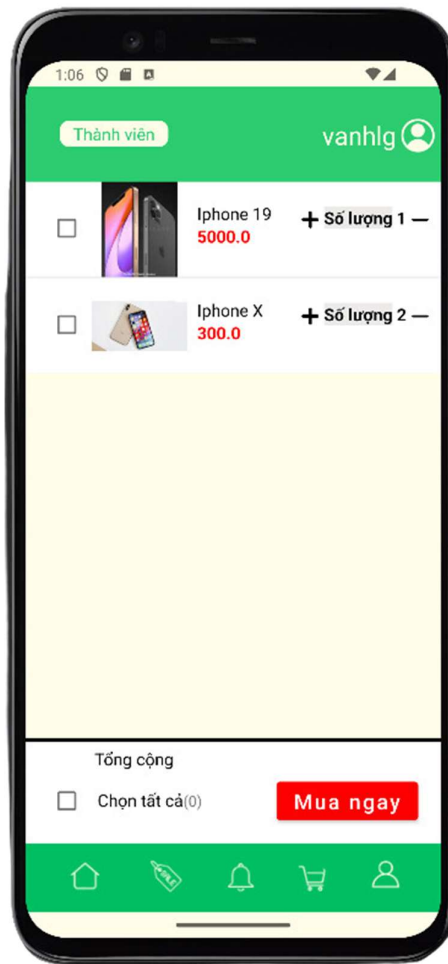 1:06
Thành viên
vanhlg
Iphone 19
5000.0
+ Số lượng 1 –
Iphone X
300.0
+ Số lượng 2 –
Tổng cộng
Chọn tất cả(0)
Mua ngay
SALE